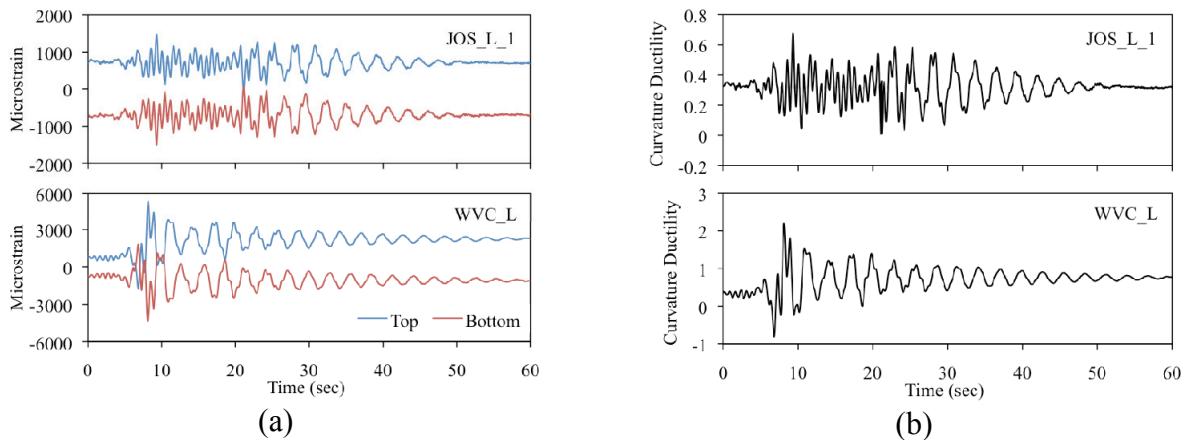 2000
1000
0
-1000
-2000
Microstrain
JOS_L_1
6000
3000
0
-3000
-6000
Microstrain
WVC_L
Top
Bottom
0
10
20
30
40
50
60
Time (sec)
(a)
0.8
0.6
0.4
0.2
0
-0.2
Curvature Ductility
JOS_L_1
3
2
1
0
-1
Curvature Ductility
WVC_L
0
10
20
30
40
50
60
Time (sec)
(b)